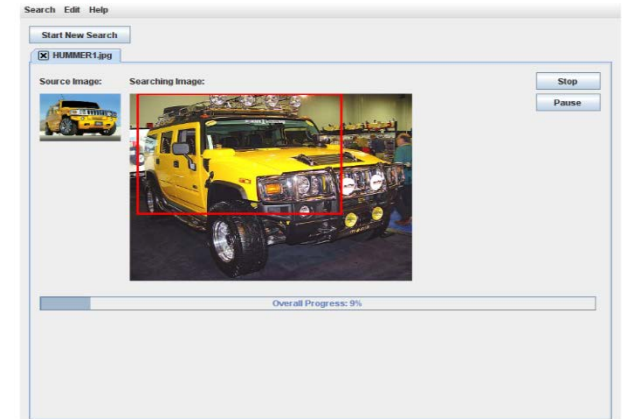 Search Edit Help
Start New Search
HUMMER1.jpg
Source Image: Searching Image: Stop
Pause
Overall Progress: 9%